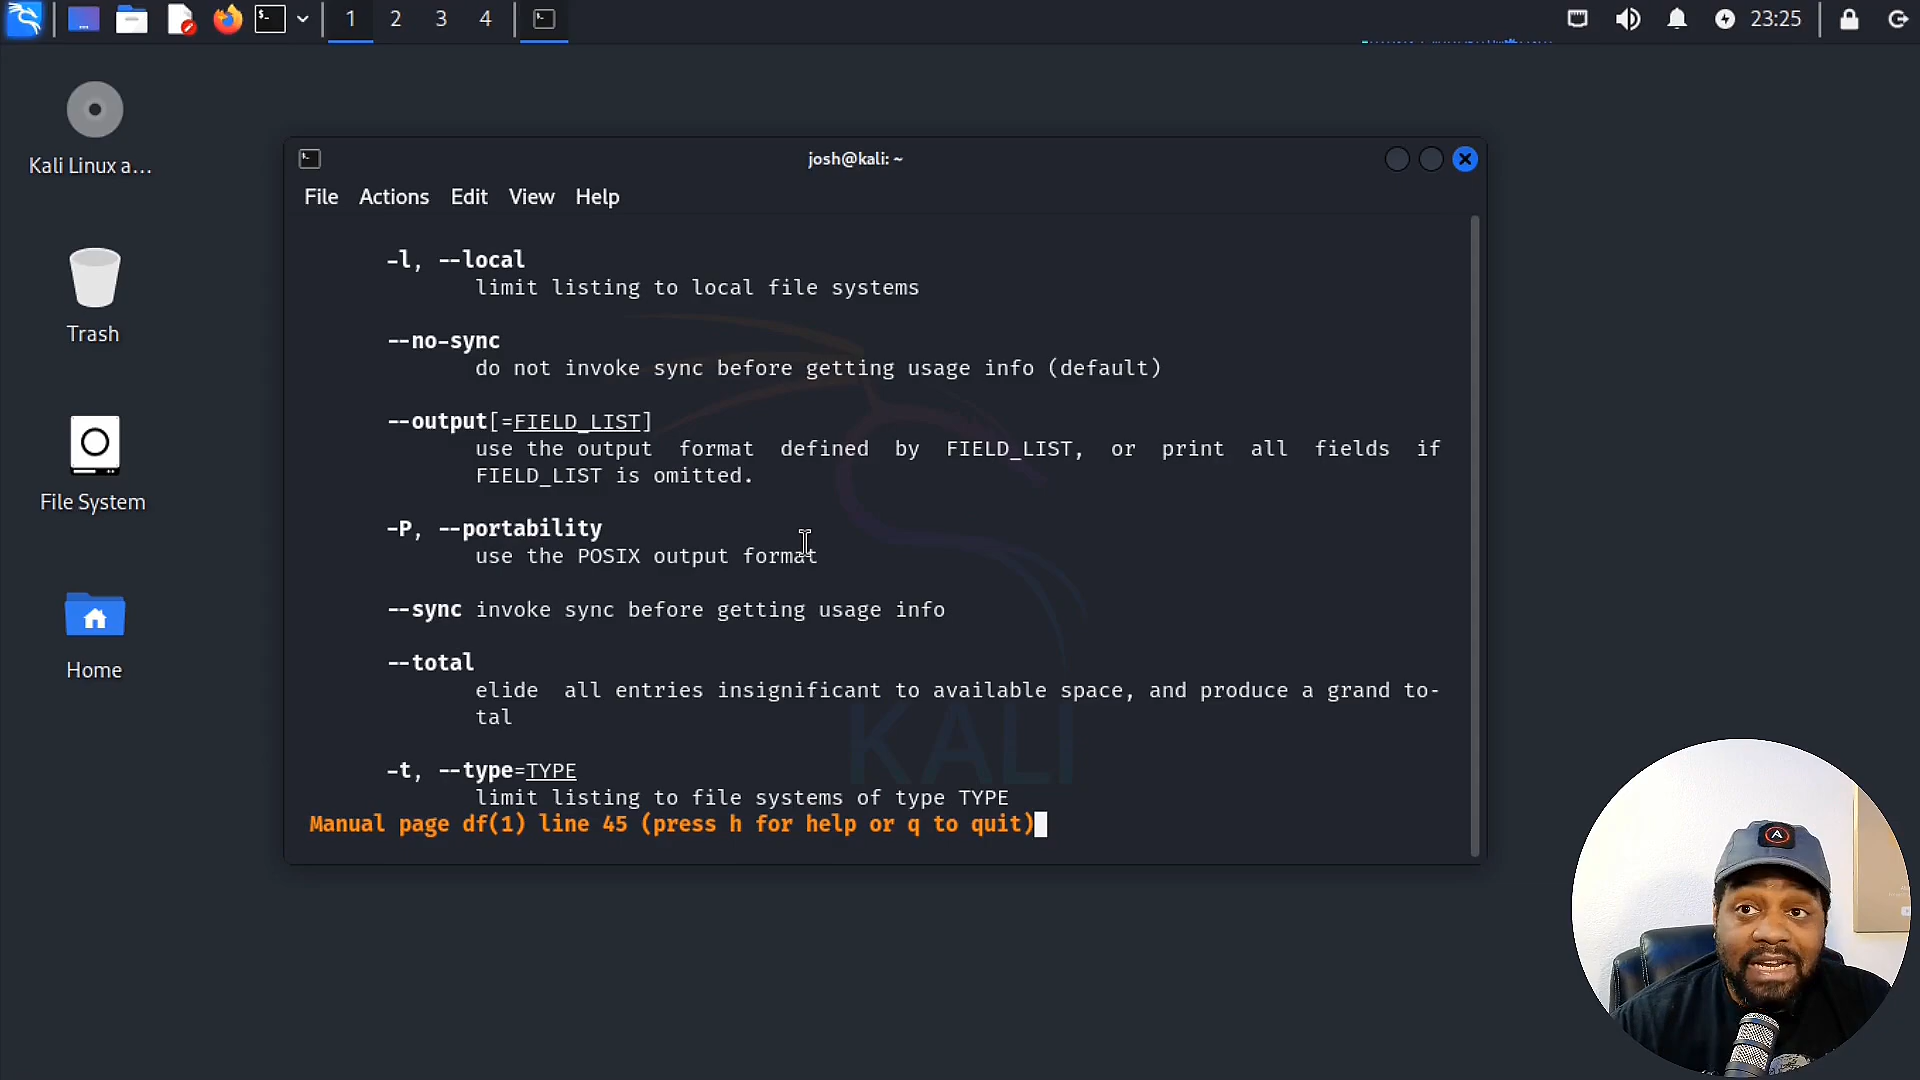 1 2 3 4
23:25
Kali Linux a...
Trash
File System
Home
josh@kali: ~
File Actions Edit View Help
-l, --local
limit listing to local file systems
--no-sync
do not invoke sync before getting usage info (default)
--output[=FIELD_LIST]
use the output format defined by FIELD_LIST, or print all fields if
FIELD_LIST is omitted.
-P, --portability
use the POSIX output format
--sync invoke sync before getting usage info
--total
elide all entries insignificant to available space, and produce a grand to-
tal
-t, --type=TYPE
limit listing to file systems of type TYPE
Manual page df(1) line 45 (press h for help or q to quit)
KALI